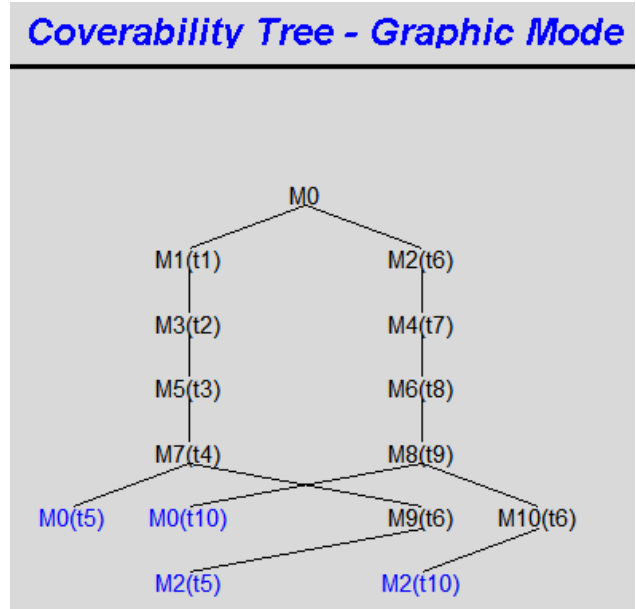 Coverability Tree - Graphic Mode
M0
M1(t1) M2(t6)
M3(t2) M4(t7)
M5(t3) M6(t8)
M7(t4) M8(t9)
M0(t5) M0(t10) M9(t6) M10(t6)
M2(t5) M2(t10)